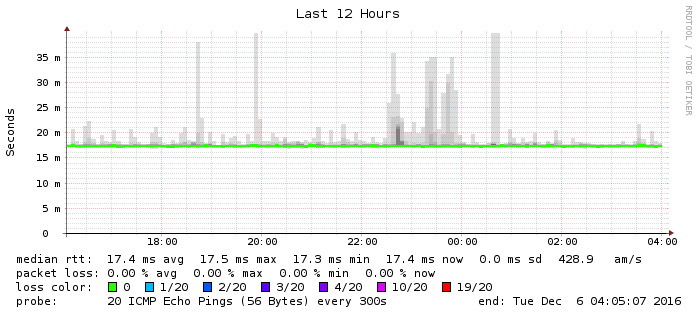 Last 12 Hours
RRDTOOL / TOBI OETIKER
Seconds
35 m
30 m
25 m
20 m
15 m
10 m
5 m
0
18:00 20:00 22:00 00:00 02:00 04:00
median rtt: 17.4 ms avg 17.5 ms max 17.3 ms min 17.4 ms now 0.0 ms sd 428.9 am/s
packet loss: 0.00 % avg 0.00 % max 0.00 % min 0.00 % now
loss color: 0 1/20 2/20 3/20 4/20 10/20 19/20
probe: 20 ICMP Echo Pings (56 Bytes) every 300s end: Tue Dec 6 04:05:07 2016